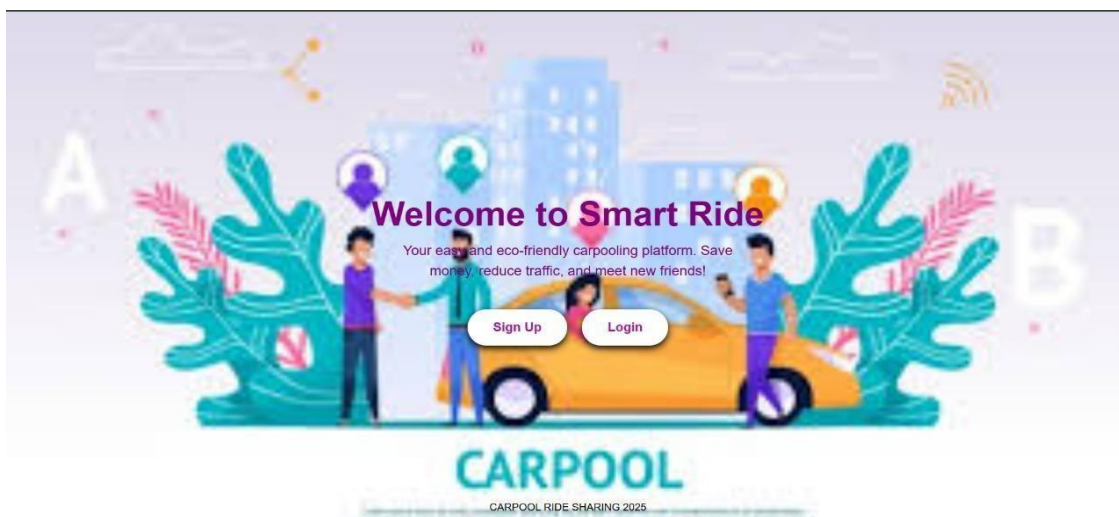 A
B
Welcome to Smart Ride
Your easy and eco-friendly carpooling platform. Save
money, reduce traffic, and meet new friends!
Sign Up
Login
CARPOOL
CARPOOL RIDE SHARING 2025